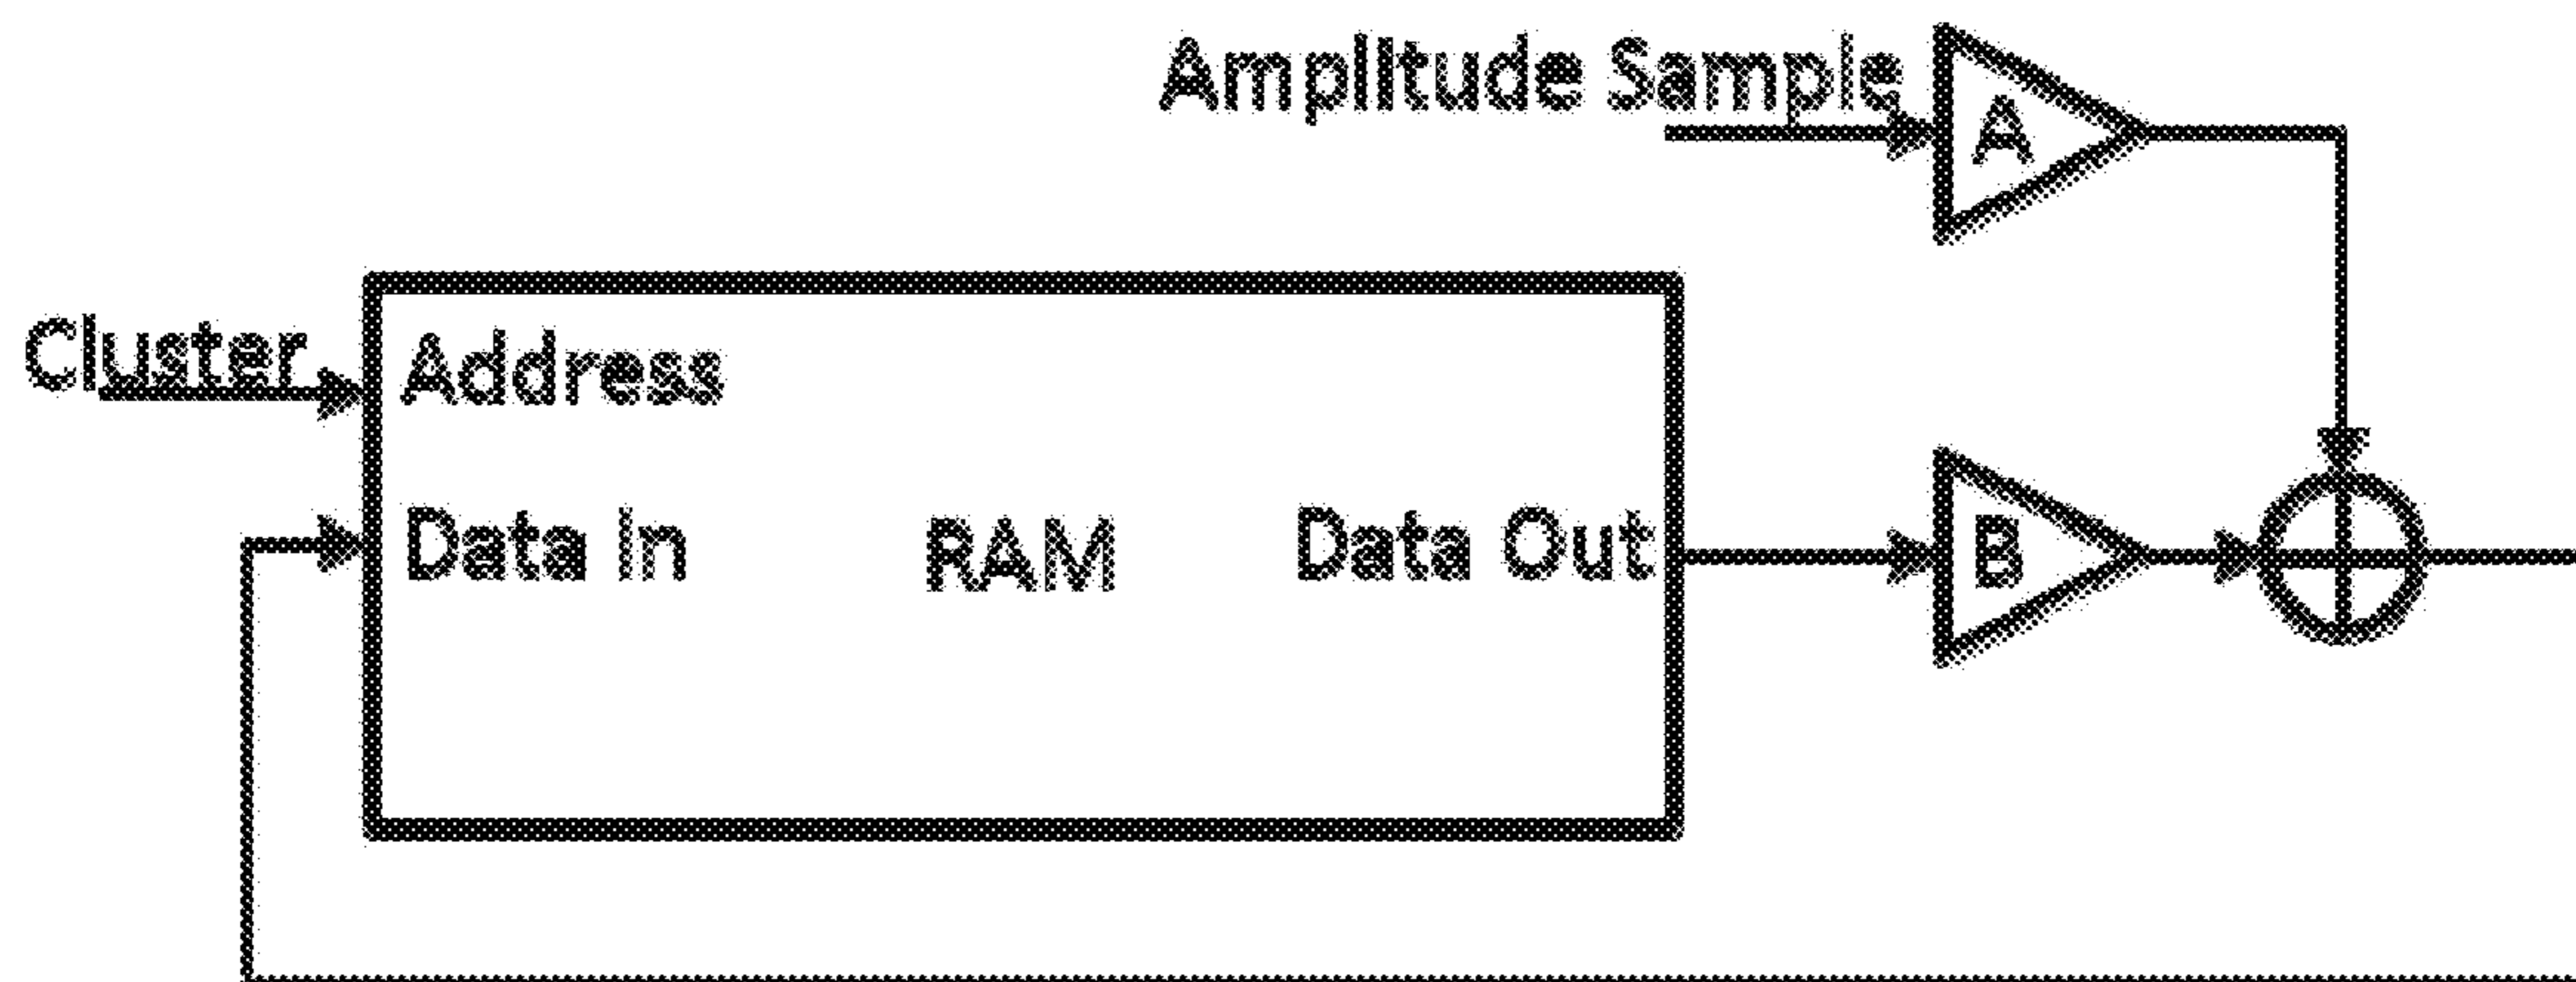 Amplitude Sample
A
Cluster
Address
Data In
RAM
Data Out
B